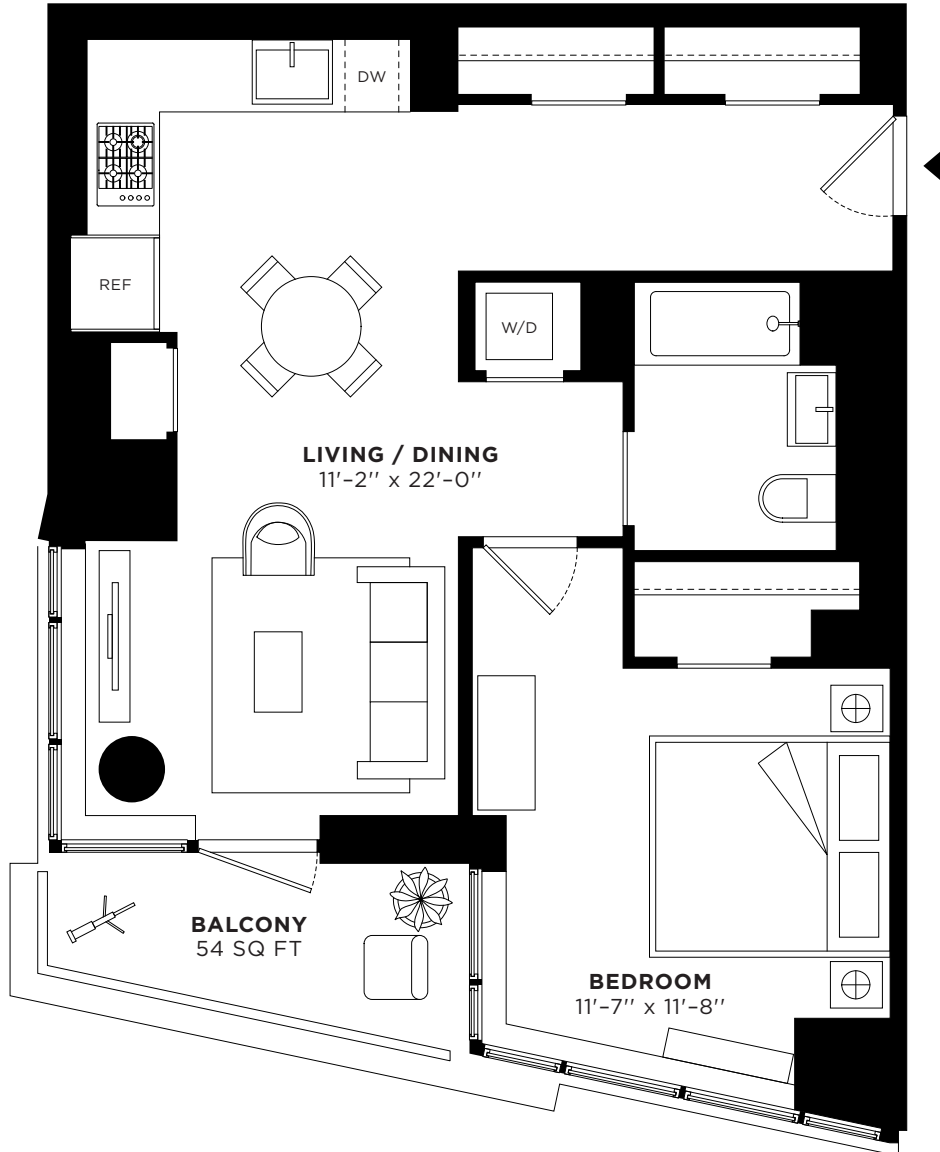 DW
REF
W/D
LIVING / DINING
11'-2'' x 22'-0''
BALCONY
54 SQ FT
BEDROOM
11'-7'' x 11'-8''